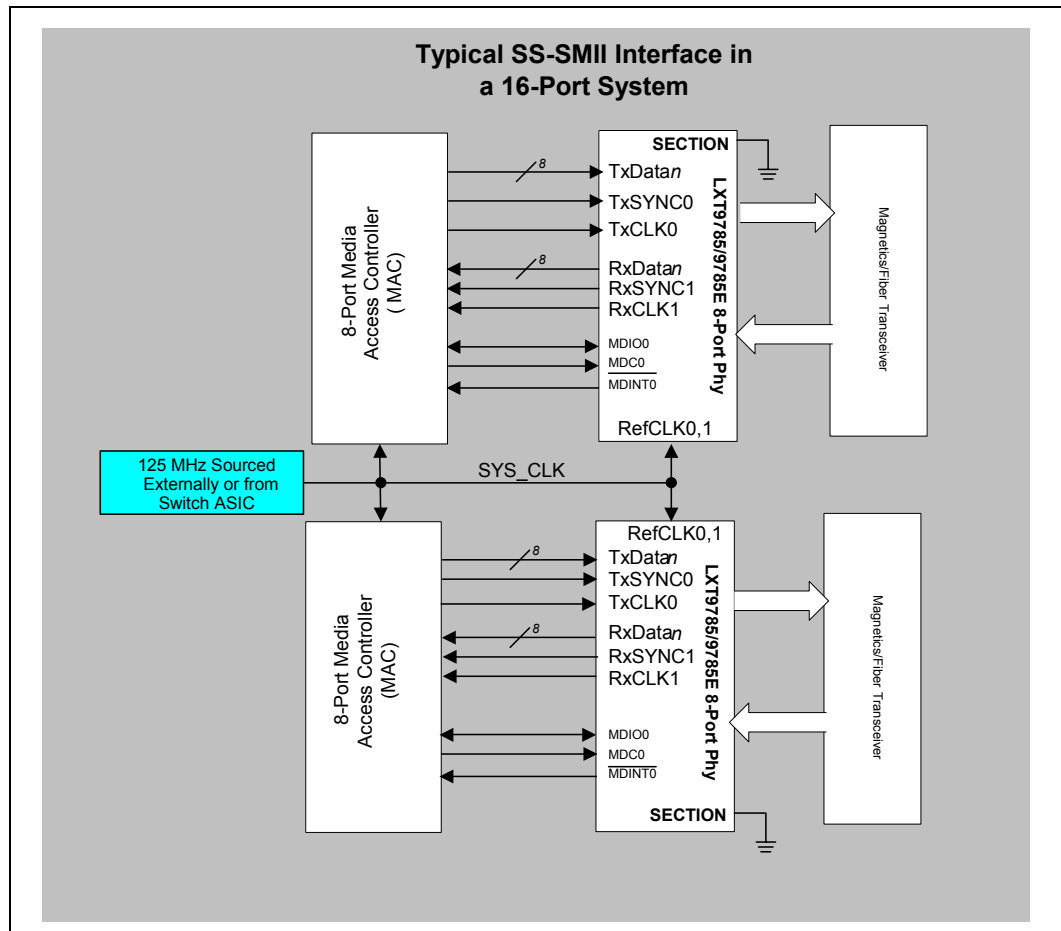 Typical SS-SMII Interface in
a 16-Port System
8-Port Media
Access Controller
( MAC)
8
8
SECTION
TxDatan
TxSYNC0
TxCLK0
RxDatan
RxSYNC1
RxCLK1
MDIO0
MDC0
MDINT0
RefCLK0,1
LXT9785/9785E 8-Port Phy
Magnetics/Fiber Transceiver
125 MHz Sourced
Externally or from
Switch ASIC
SYS_CLK
8-Port Media
Access Controller
(MAC)
8
8
RefCLK0,1
TxDatan
TxSYNC0
TxCLK0
RxDatan
RxSYNC1
RxCLK1
MDIO0
MDC0
MDINT0
SECTION
LXT9785/9785E 8-Port Phy
Magnetics/Fiber Transceiver